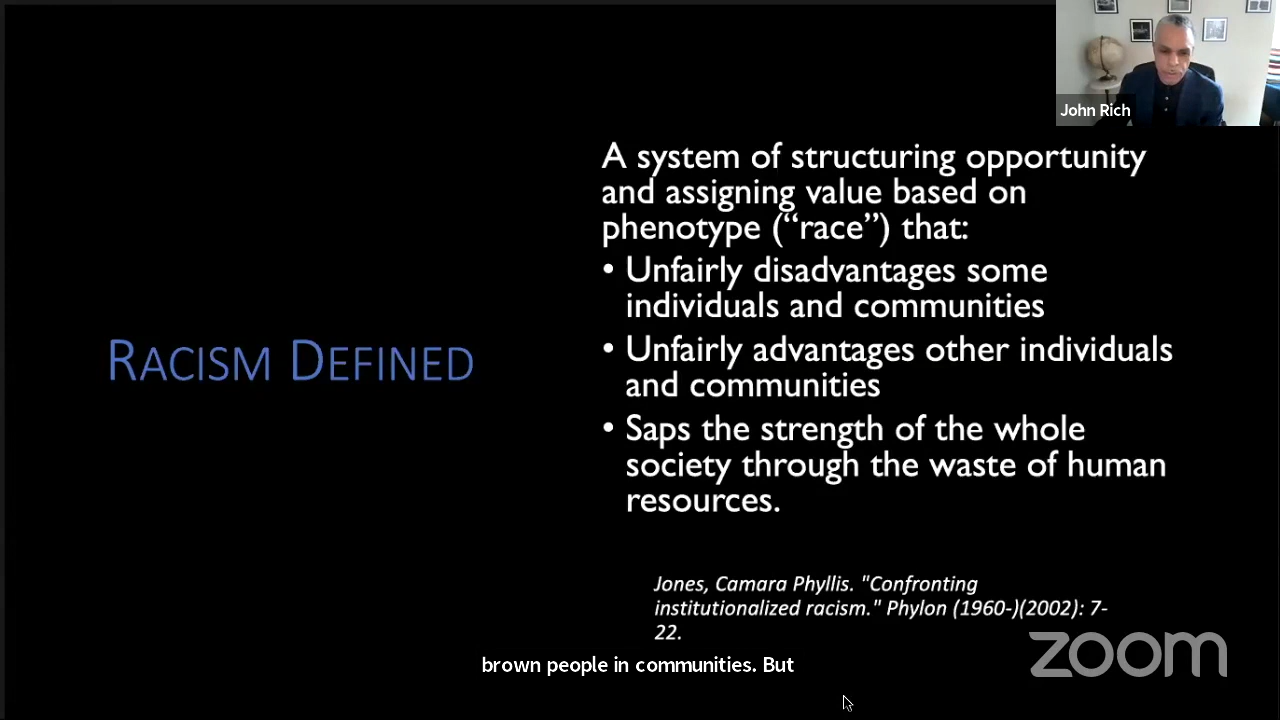 John Rich
A system of structuring opportunity
and assigning value based on
phenotype (“race”) that:
• Unfairly disadvantages some
individuals and communities
• Unfairly advantages other individuals
and communities
• Saps the strength of the whole
society through the waste of human
resources.
RACISM DEFINED
Jones, Camara Phyllis. "Confronting
institutionalized racism." Phylon (1960-)(2002): 7-
22.
brown people in communities. But
zoom